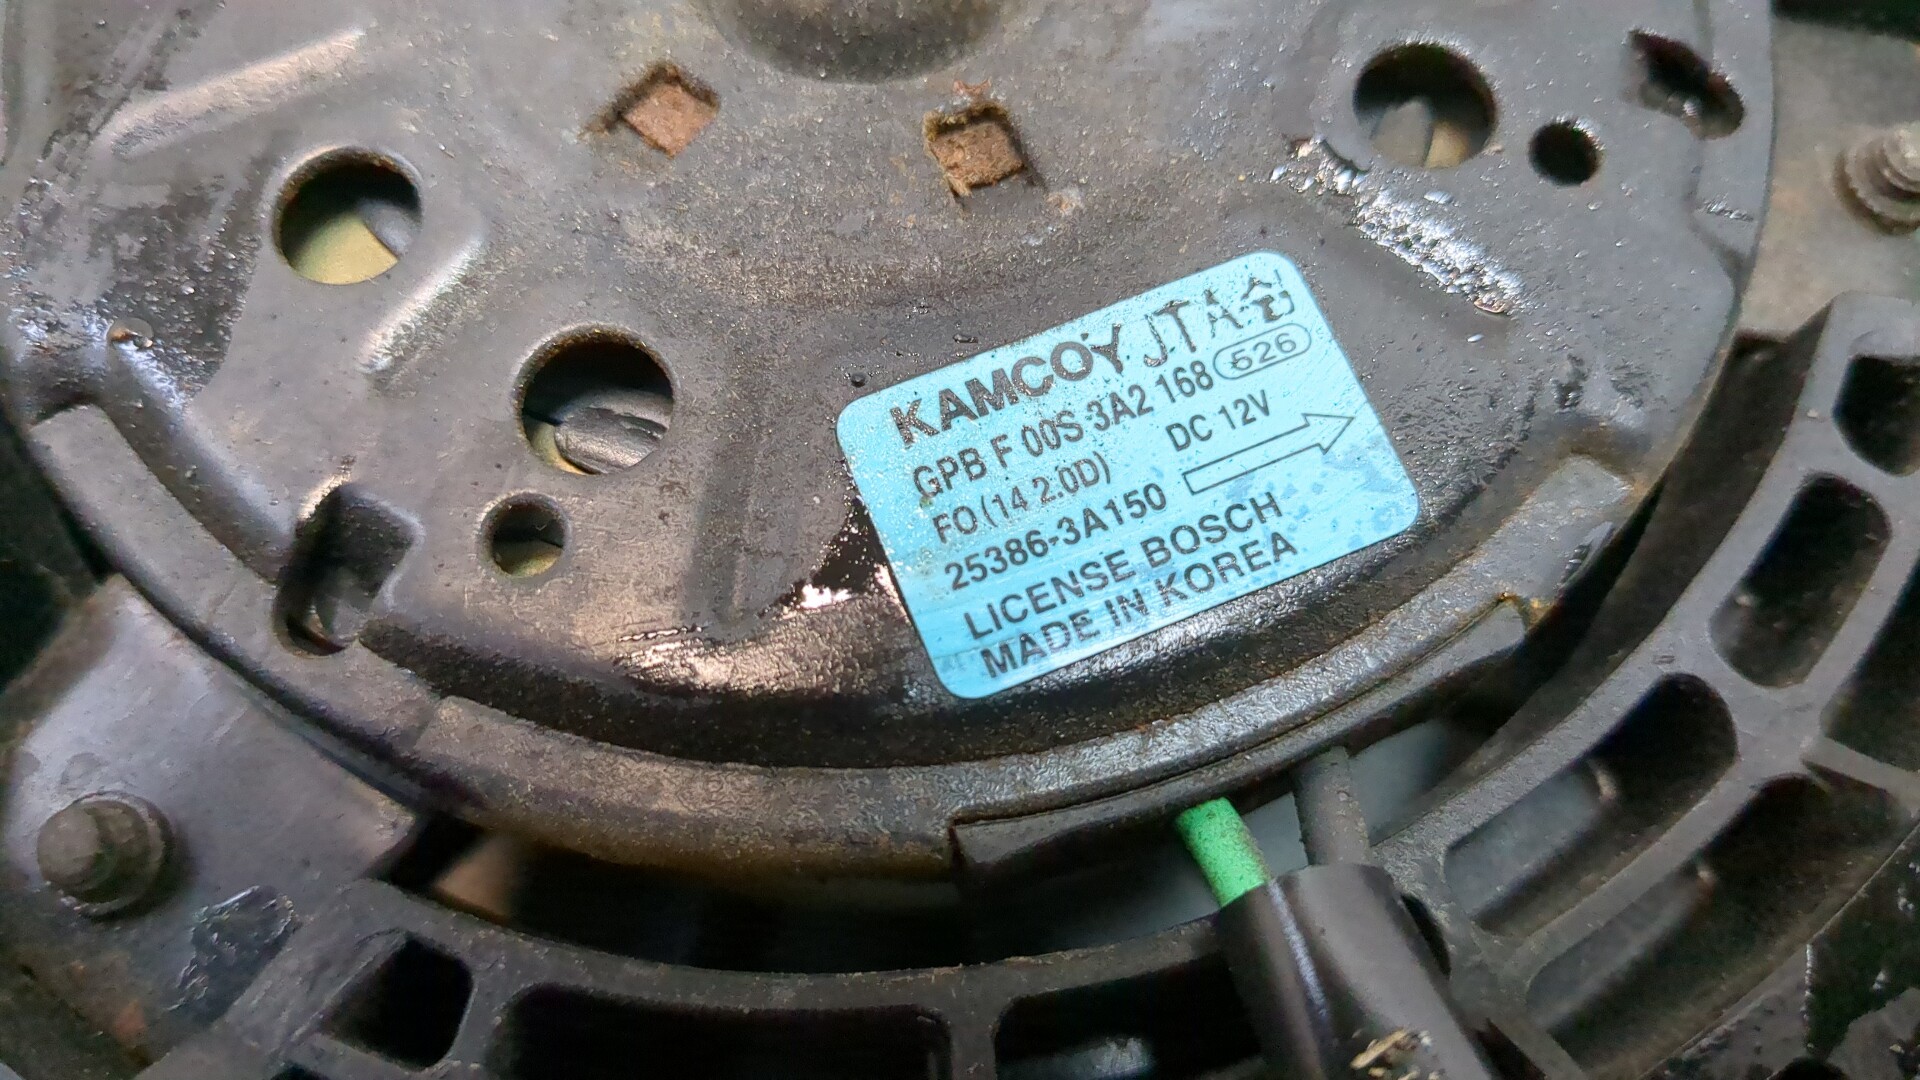 KAMCO
GPB F 00S 3A2 168 526
FO (14 2.0D) DC 12V
25386-3A150
LICENSE BOSCH
MADE IN KOREA